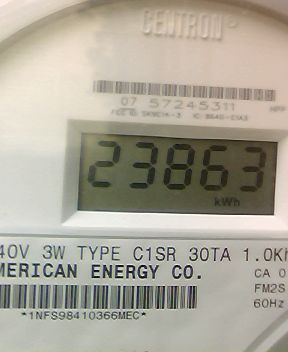 CENTRON
07 57245311
23863
kWh
40V 3W TYPE C1SR 30TA 1.0Kh
MERICAN ENERGY CO.
CA 0
FM2S
60Hz
*1NFS98410366MEC*